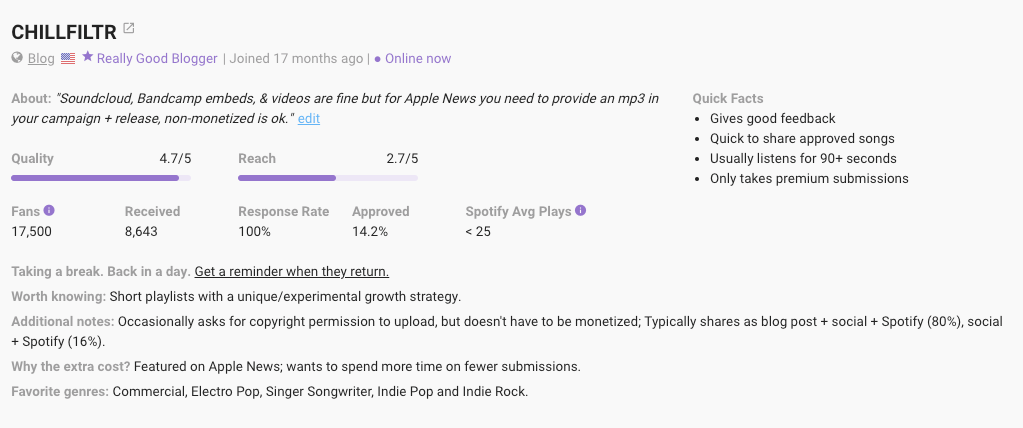 CHILLFILTR
Blog Really Good Blogger | Joined 17 months ago | • Online now
About: "Soundcloud, Bandcamp embeds, & videos are fine but for Apple News you need to provide an mp3 in
your campaign + release, non-monetized is ok." edit
Quick Facts
• Gives good feedback
• Quick to share approved songs
• Usually listens for 90+ seconds
• Only takes premium submissions
Quality 4.7/5
Reach 2.7/5
Fans Received Response Rate Approved Spotify Avg Plays
17,500 8,643 100% 14.2% < 25
Taking a break. Back in a day. Get a reminder when they return.
Worth knowing: Short playlists with a unique/experimental growth strategy.
Additional notes: Occasionally asks for copyright permission to upload, but doesn't have to be monetized; Typically shares as blog post + social + Spotify (80%), social
+ Spotify (16%).
Why the extra cost? Featured on Apple News; wants to spend more time on fewer submissions.
Favorite genres: Commercial, Electro Pop, Singer Songwriter, Indie Pop and Indie Rock.